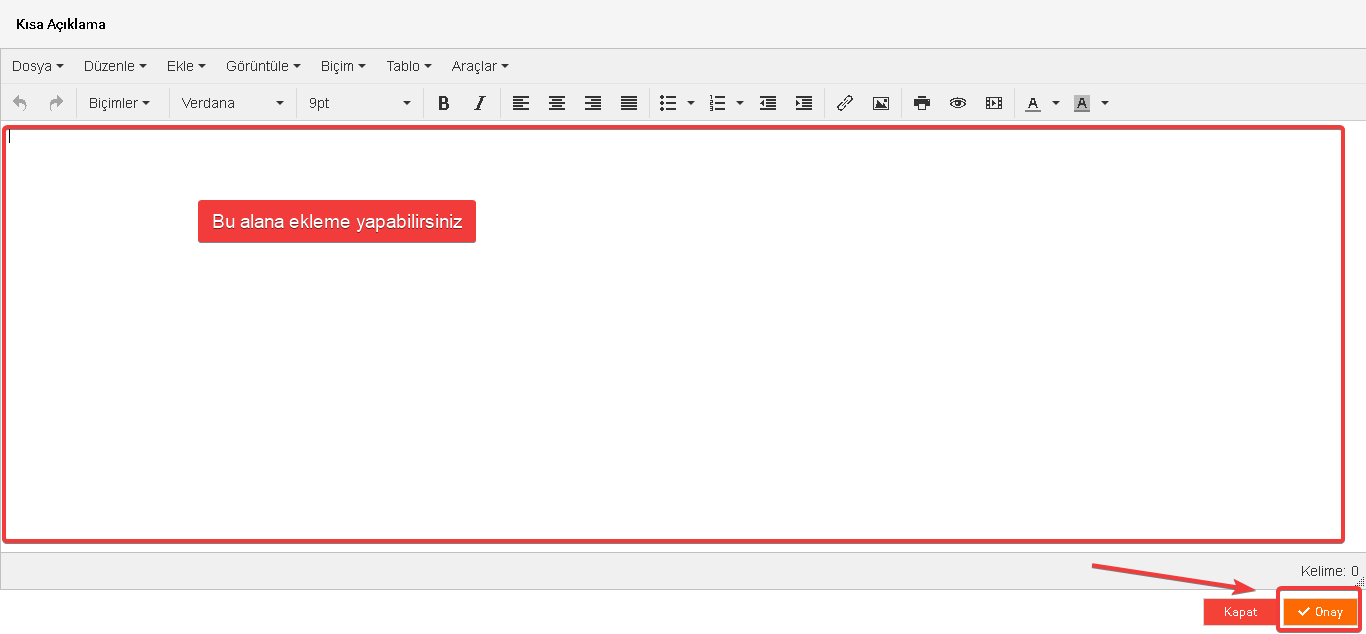 Kısa Açıklama
Dosya Düzenle Ekle Görüntüle Biçim Tablo Araçlar
Biçimler Verdana 9pt B I A A
Bu alana ekleme yapabilirsiniz
Kelime: 0
Kapat Onay